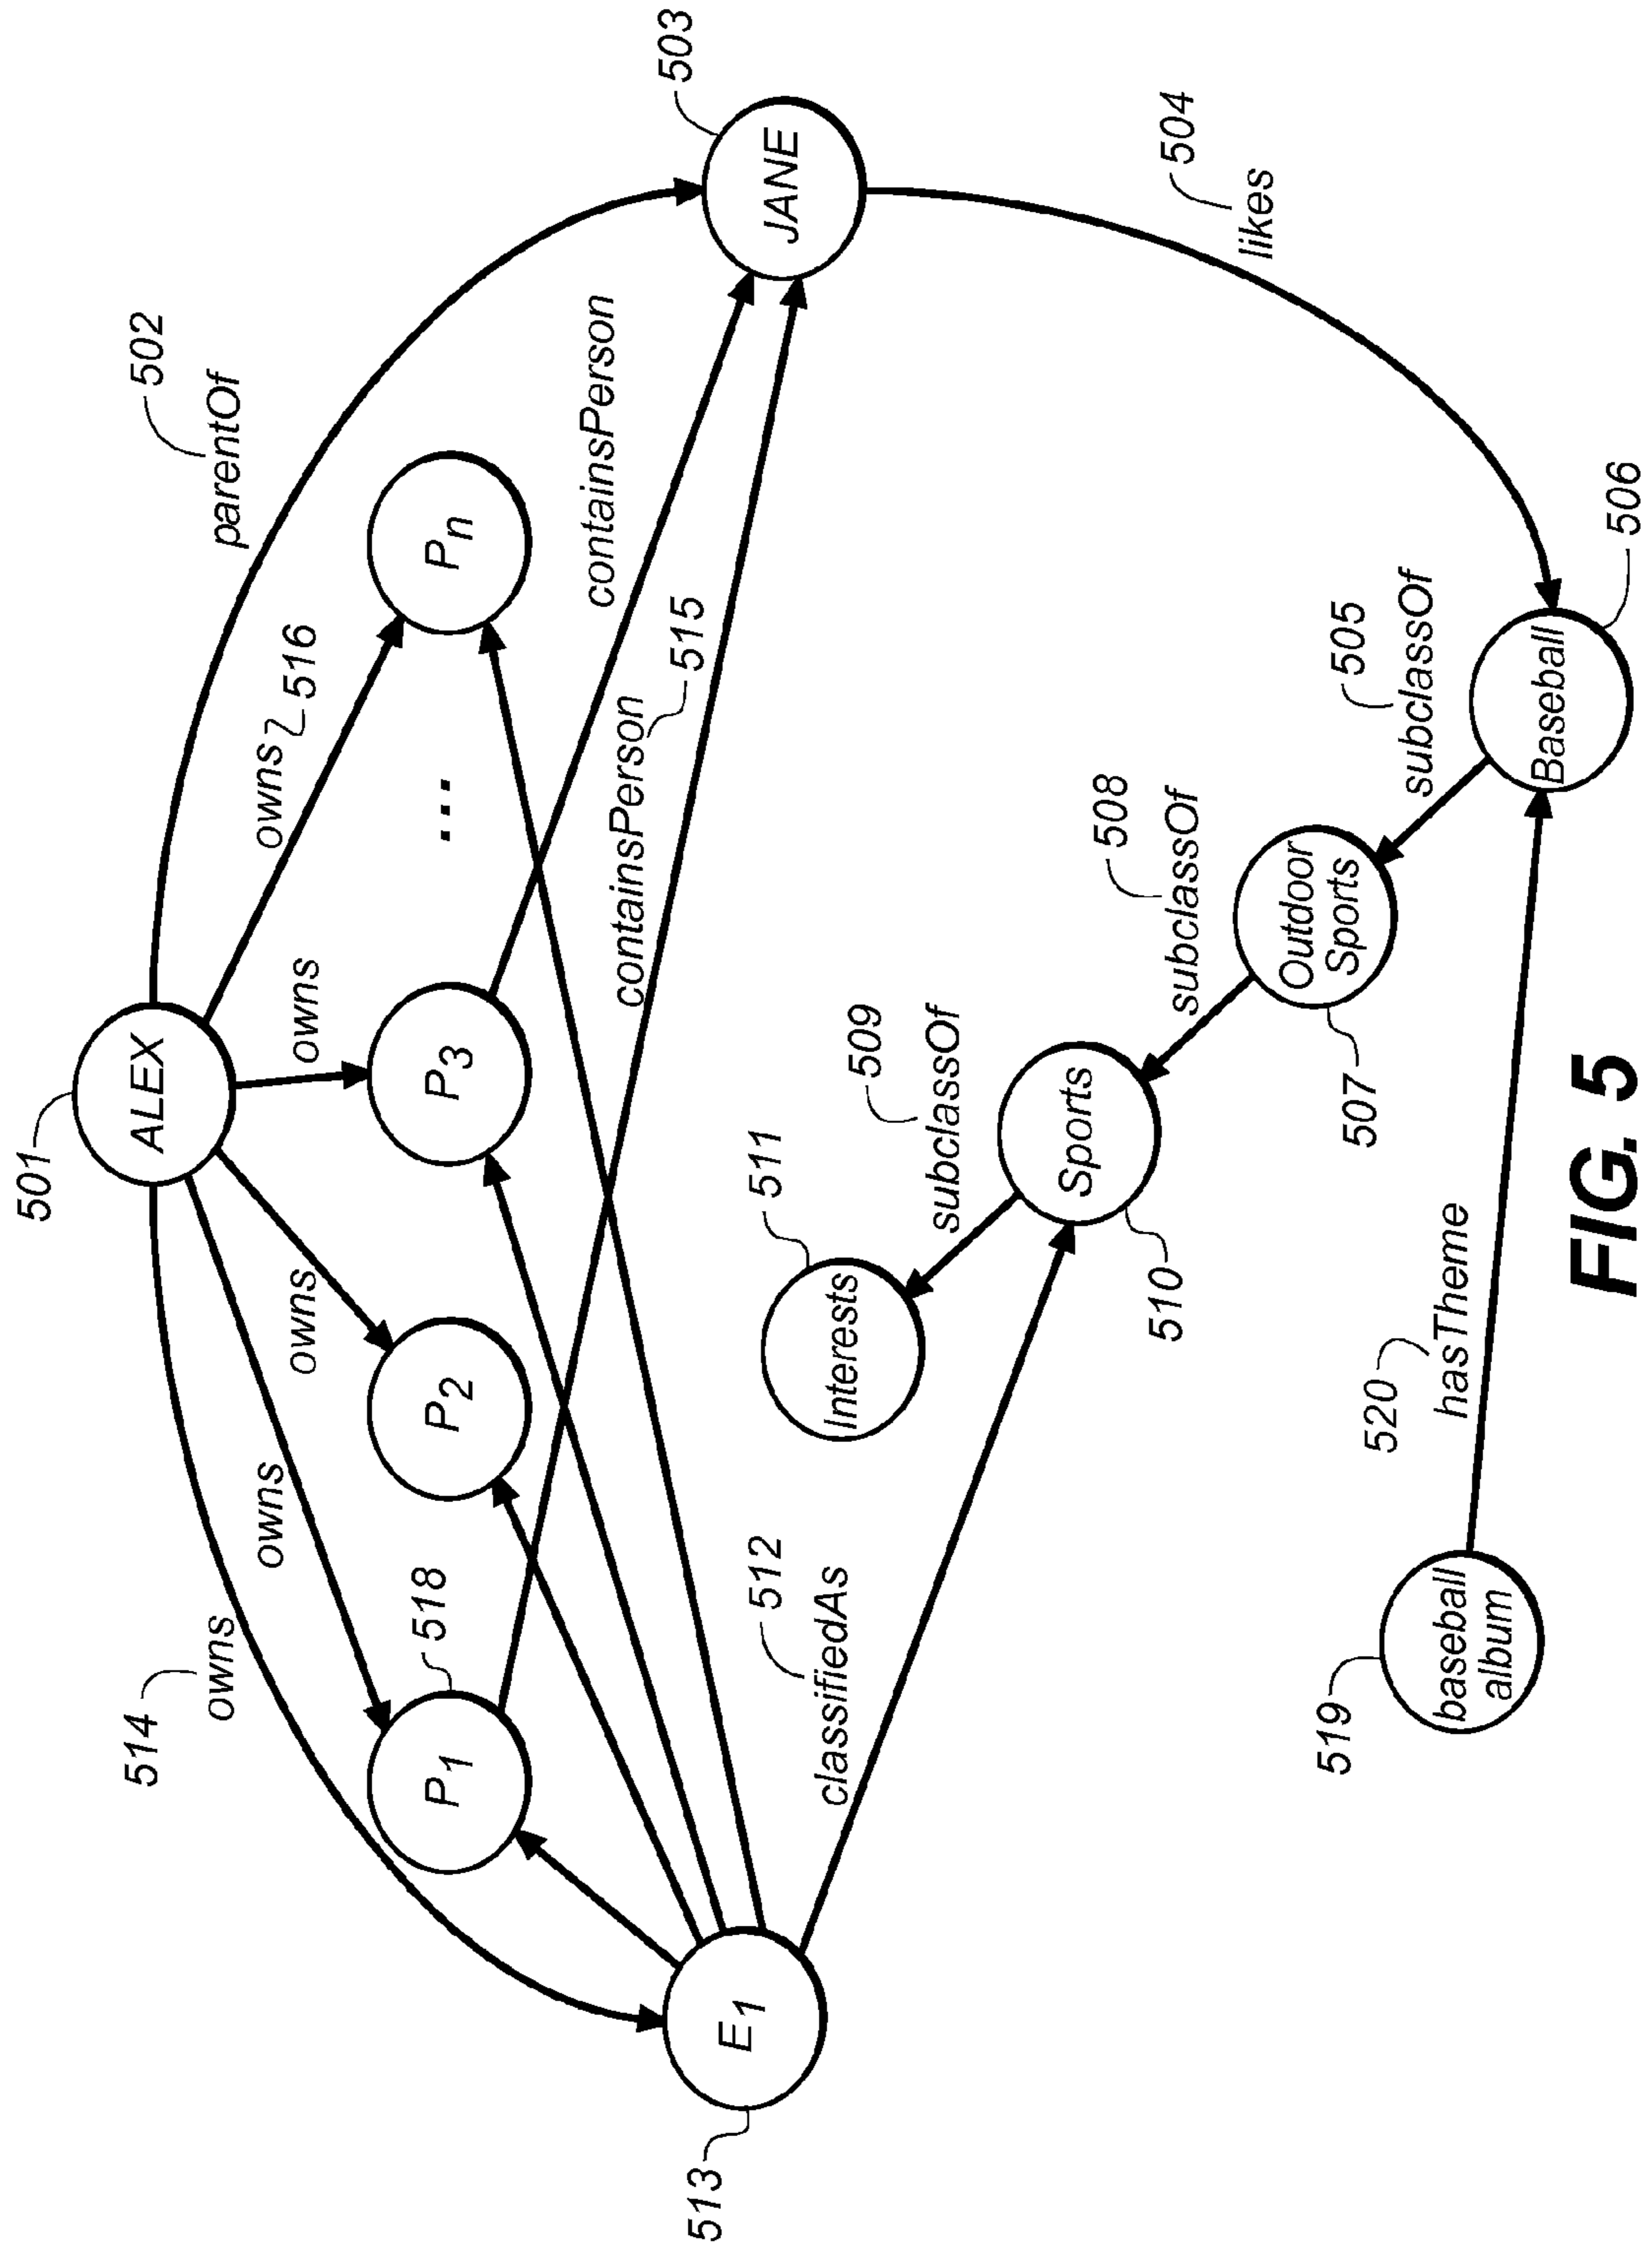 501
ALEX
502
parentOf
514
owns
owns
owns
owns
owns
516
P1
518
P2
P3
...
Pn
containsPerson
containsPerson
515
503
JANE
513
E1
512
classifiedAs
511
Interests
509
subclassOf
Sports
510
508
subclassOf
Outdoor
Sports
507
505
subclassOf
504
likes
Baseball
506
519
baseball
album
520
hasTheme
FIG. 5